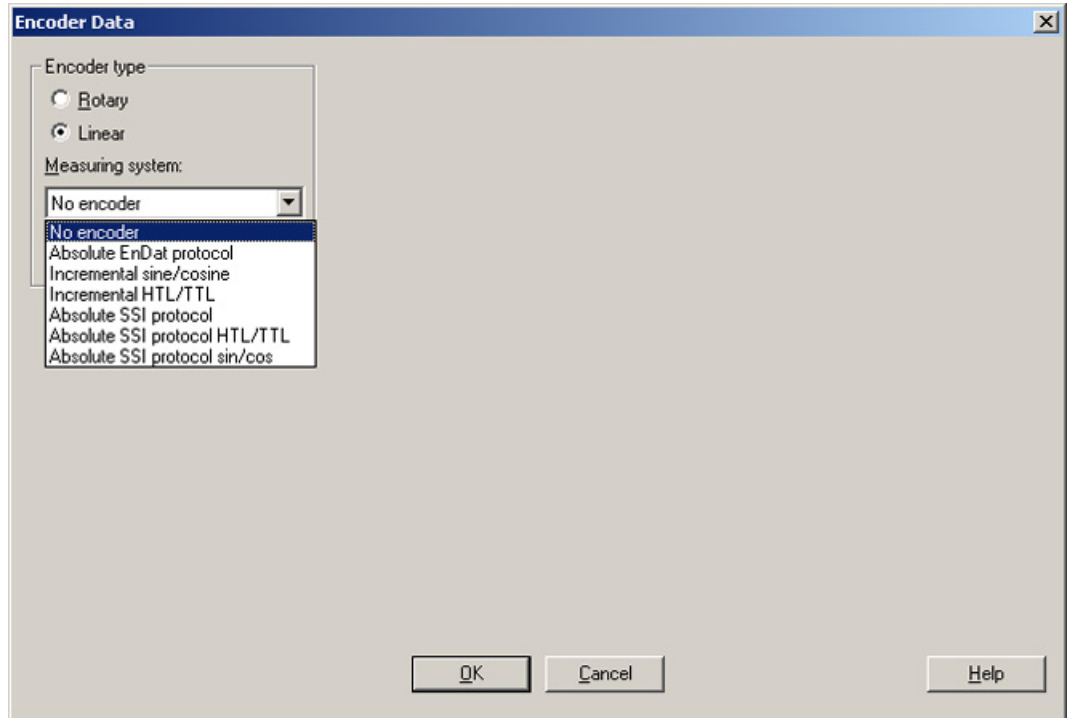 Encoder Data
Encoder type
Rotary
Linear
Measuring system:
No encoder
No encoder
Absolute EnDat protocol
Incremental sine/cosine
Incremental HTL/TTL
Absolute SSI protocol
Absolute SSI protocol HTL/TTL
Absolute SSI protocol sin/cos
OK
Cancel
Help